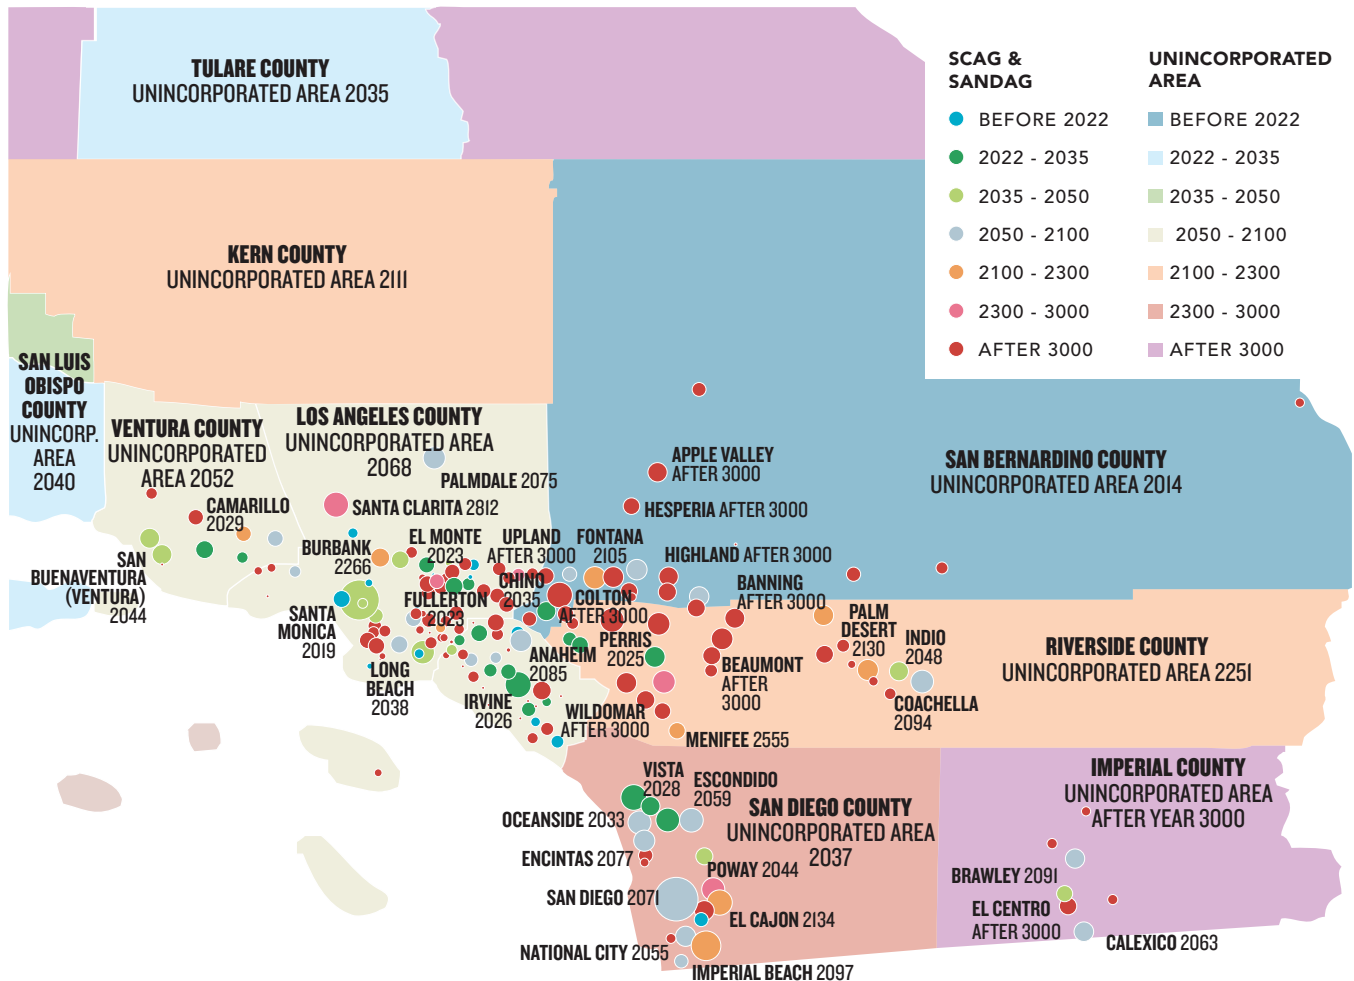 SCAG &
SANDAG
BEFORE 2022
2022 - 2035
2035 - 2050
2050 - 2100
2100 - 2300
2300 - 3000
AFTER 3000
UNINCORPORATED
AREA
BEFORE 2022
2022 - 2035
2035 - 2050
2050 - 2100
2100 - 2300
2300 - 3000
AFTER 3000
TULARE COUNTY
UNINCORPORATED AREA 2035
KERN COUNTY
UNINCORPORATED AREA 2111
SAN LUIS
OBISPO
COUNTY
UNINCORP.
AREA
2040
VENTURA COUNTY
UNINCORPORATED
AREA 2052
LOS ANGELES COUNTY
UNINCORPORATED AREA
2068
PALMDALE 2075
SANTA CLARITA 2812
CAMARILLO
2029
SAN
BUENAVENTURA
(VENTURA)
2044
BURBANK
2266
EL MONTE
2023
UPLAND
AFTER 3000
FONTANA
2105
APPLE VALLEY
AFTER 3000
HESPERIA AFTER 3000
HIGHLAND AFTER 3000
SAN BERNARDINO COUNTY
UNINCORPORATED AREA 2014
CHINO
2035
COLTON
AFTER 3000
BANNING
AFTER 3000
SANTA
MONICA
2019
FULLERTON
2023
LONG
BEACH
2038
ANAHEIM
2085
IRVINE
2026
PERRIS
2025
WILDOMAR
AFTER 3000
BEAUMONT
AFTER
3000
MENIFEE 2555
PALM
DESERT
2130
INDIO
2048
COACHELLA
2094
RIVERSIDE COUNTY
UNINCORPORATED AREA 2251
VISTA
2028
ESCONDIDO
2059
OCEANSIDE 2033
ENCINTAS 2077
SAN DIEGO COUNTY
UNINCORPORATED AREA
2037
POWAY 2044
SAN DIEGO 2071
EL CAJON 2134
NATIONAL CITY 2055
IMPERIAL BEACH 2097
IMPERIAL COUNTY
UNINCORPORATED AREA
AFTER YEAR 3000
BRAWLEY 2091
EL CENTRO
AFTER 3000
CALEXICO 2063